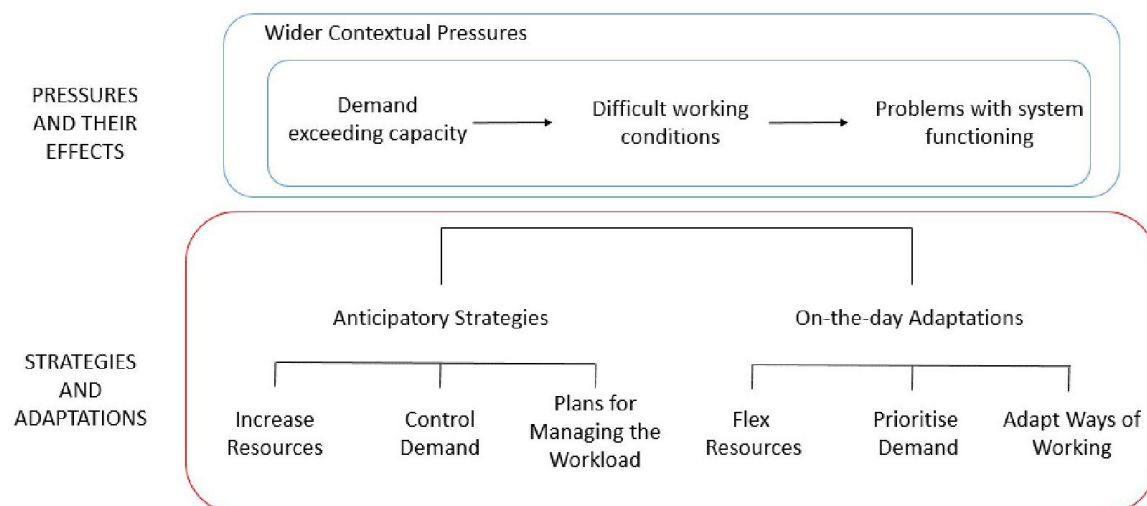 Wider Contextual Pressures
PRESSURES
AND THEIR
EFFECTS
Demand
exceeding capacity
Difficult working
conditions
Problems with system
functioning
Anticipatory Strategies
On-the-day Adaptations
STRATEGIES
AND
ADAPTATIONS
Increase
Resources
Control
Demand
Plans for
Managing the
Workload
Flex
Resources
Prioritise
Demand
Adapt Ways of
Working